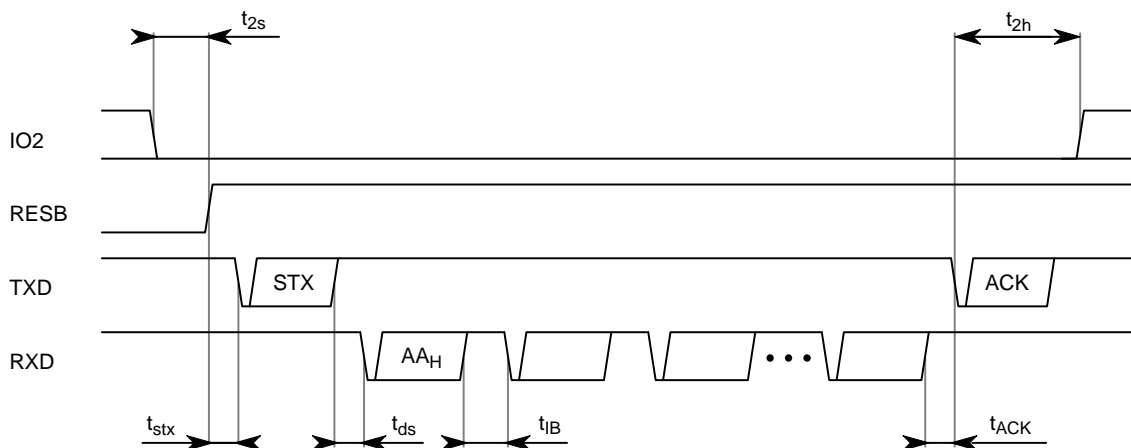 t2s
t2h
IO2
RESB
TXD
STX
ACK
RXD
AAH
tstx
tds
tIB
tACK